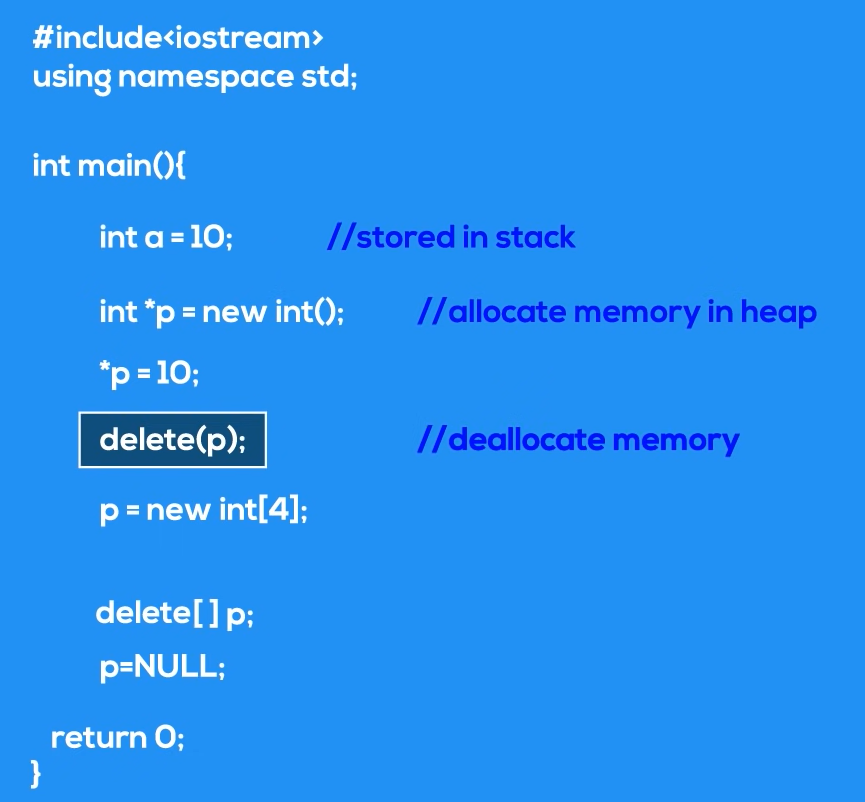 #include<iostream>
using namespace std;
int main(){
int a = 10; //stored in stack
int *p = new int(); //allocate memory in heap
*p = 10;
delete(p); //deallocate memory
p = new int[4];
delete[ ] p;
p=NULL;
return 0;
}